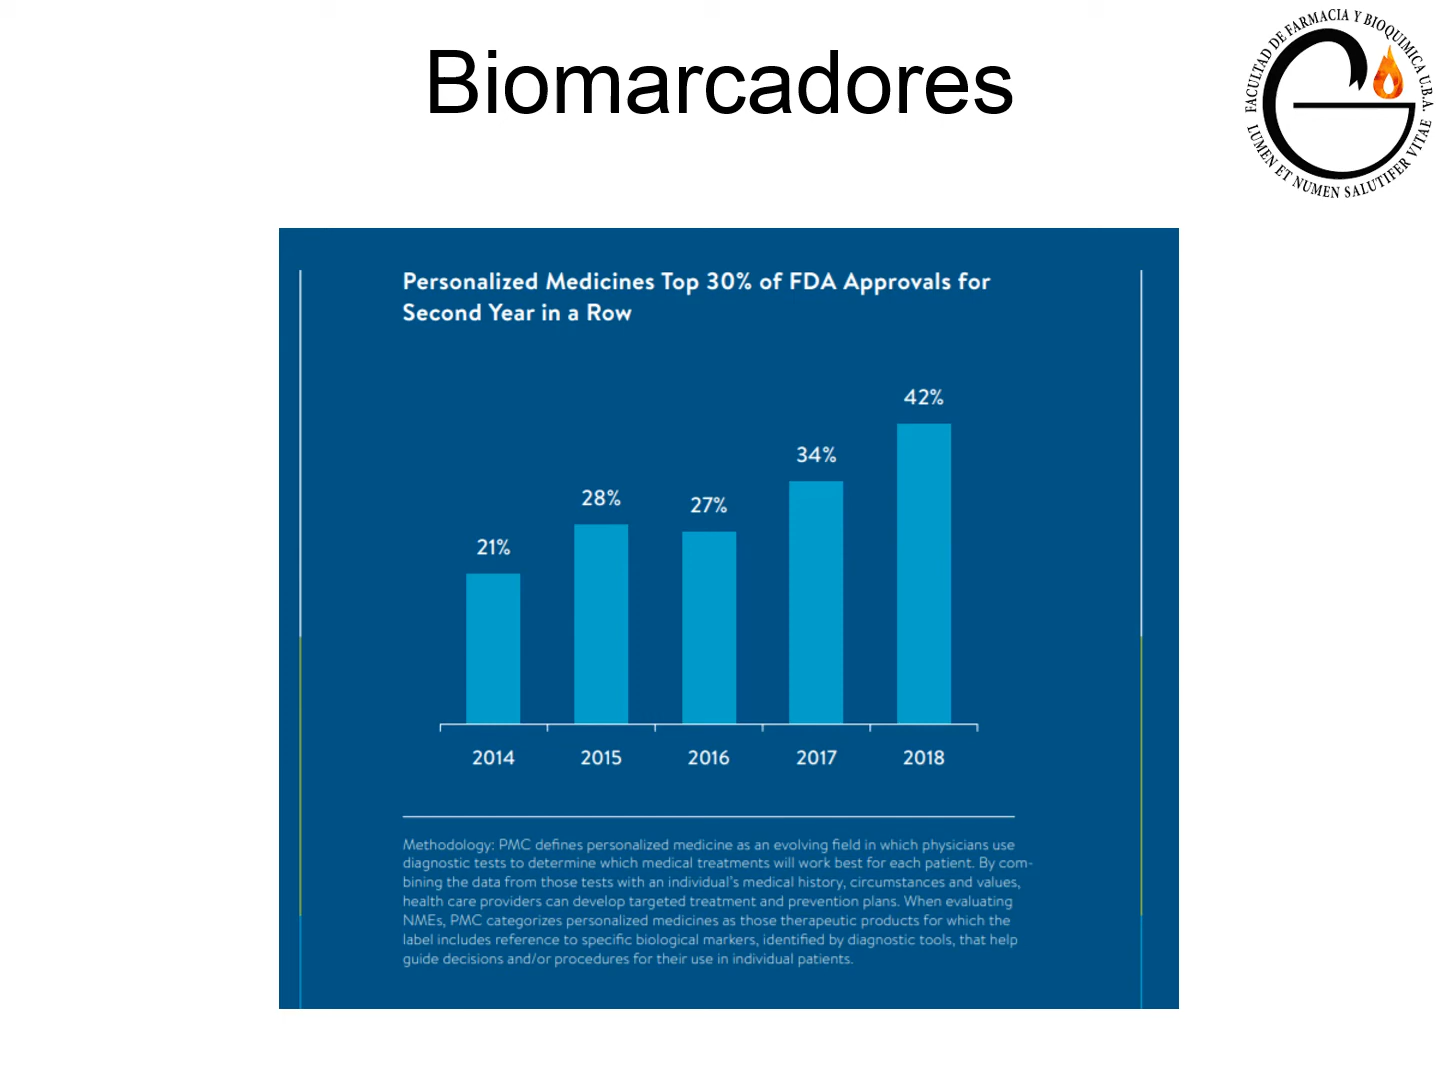 Biomarcadores
FACULTAD DE FARMACIA Y BIOQUIMICA U.B.A.
LUMEN ET NUMEN SALUTIFER VITAE
Personalized Medicines Top 30% of FDA Approvals for
Second Year in a Row
42%
34%
28%
27%
21%
2014 2015 2016 2017 2018
Methodology: PMC defines personalized medicine as an evolving field in which physicians use
diagnostic tests to determine which medical treatments will work best for each patient. By com-
bining the data from those tests with an individual's medical history, circumstances and values,
health care providers can develop targeted treatment and prevention plans. When evaluating
NMEs, PMC categorizes personalized medicines as those therapeutic products for which the
label includes reference to specific biological markers, identified by diagnostic tools, that help
guide decisions and/or procedures for their use in individual patients.